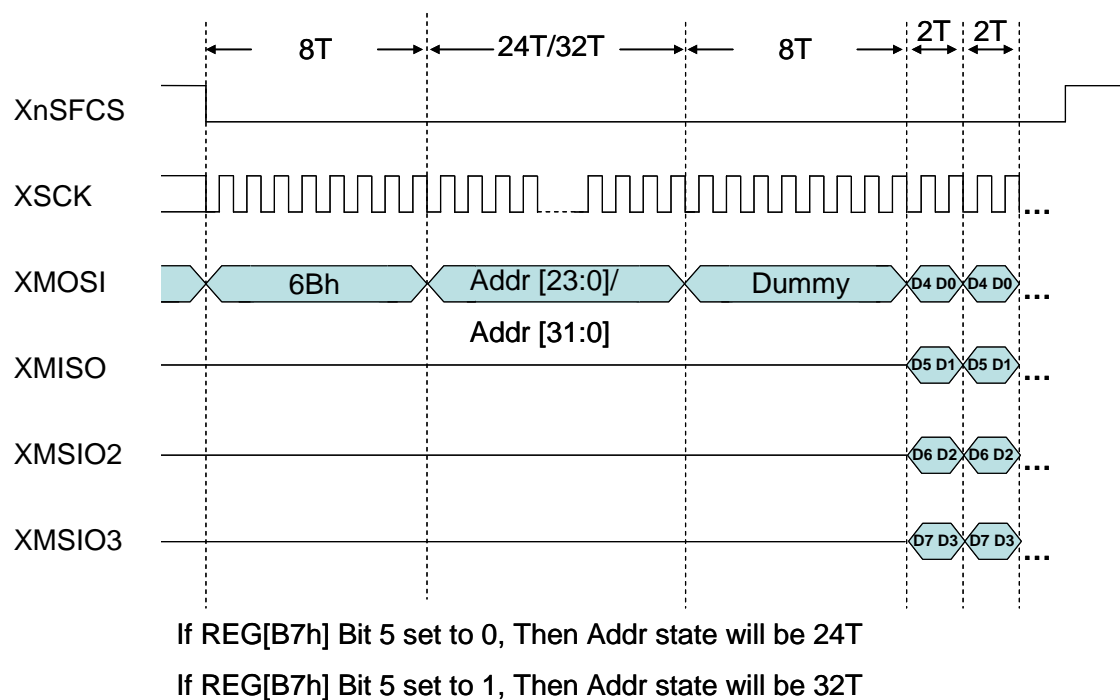 8T 24T/32T 8T 2T 2T
XnSFCS
XSCK ...
XMOSI 6Bh Addr [23:0]/ Dummy D4 D0 D4 D0 ...
Addr [31:0]
XMISO D5 D1 D5 D1 ...
XMSIO2 D6 D2 D6 D2 ...
XMSIO3 D7 D3 D7 D3 ...
If REG[B7h] Bit 5 set to 0, Then Addr state will be 24T
If REG[B7h] Bit 5 set to 1, Then Addr state will be 32T